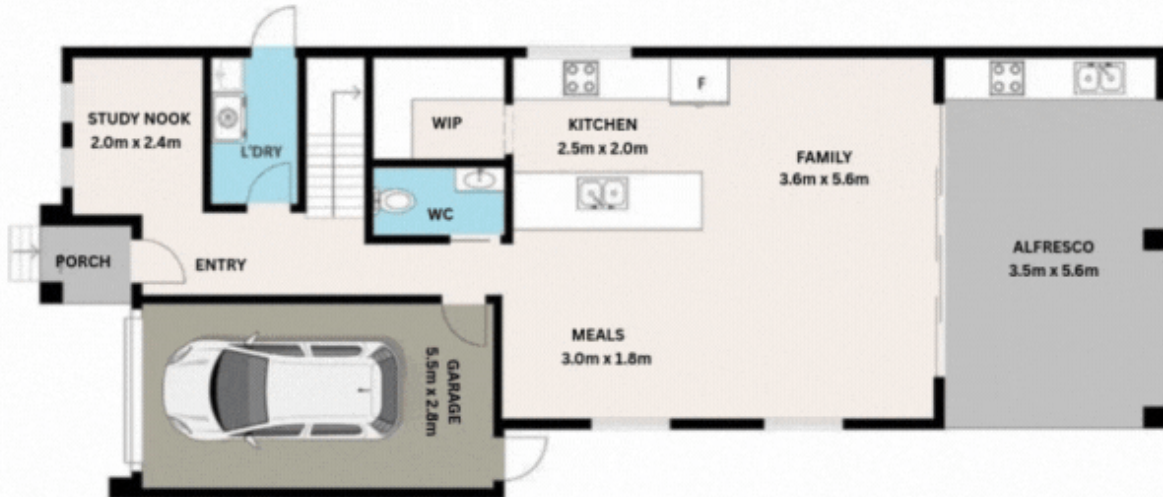 STUDY NOOK
2.0m x 2.4m
L'DRY
WIP
WC
F
KITCHEN
2.5m x 2.0m
FAMILY
3.6m x 5.6m
ALFRESCO
3.5m x 5.6m
PORCH
ENTRY
MEALS
3.0m x 1.8m
GARAGE
5.5m x 2.8m